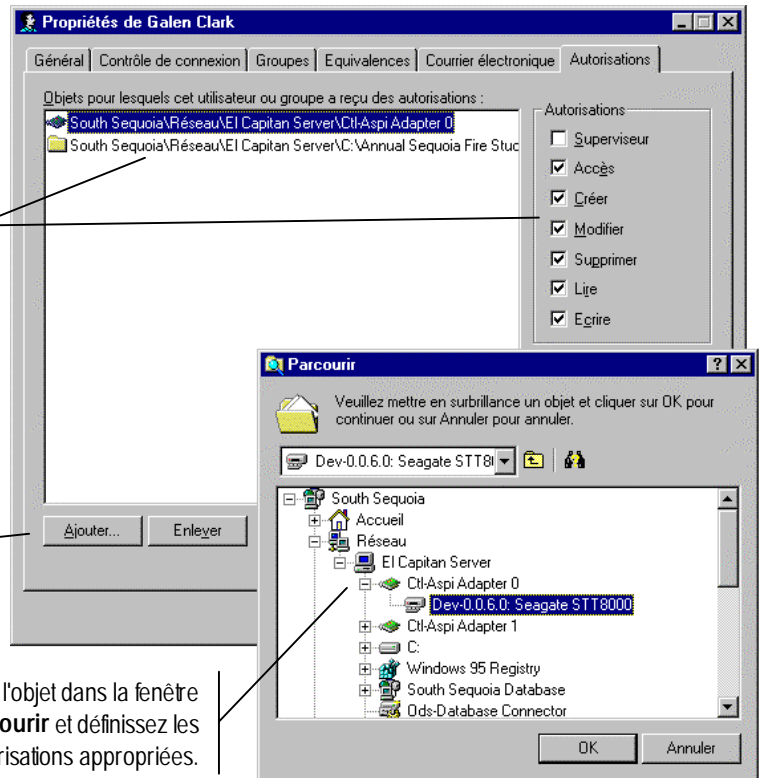 Propriétés de Galen Clark
Général Contrôle de connexion Groupes Equivalences Courrier électronique Autorisations
Objets pour lesquels cet utilisateur ou groupe a reçu des autorisations :
South Sequoia\Réseau\El Capitan Server\Ctl-Aspi Adapter 0
South Sequoia\Réseau\El Capitan Server\C:\Annual Sequoia Fire Stuc
Autorisations
Superviseur
Accès
Créer
Modifier
Supprimer
Lire
Ecrire
Ajouter... Enlever
Parcourir
Veuillez mettre en surbrillance un objet et cliquer sur OK pour
continuer ou sur Annuler pour annuler.
Dev-0.0.6.0: Seagate STT8
South Sequoia
Accueil
Réseau
El Capitan Server
Ctl-Aspi Adapter 0
Dev-0.0.6.0: Seagate STT8000
Ctl-Aspi Adapter 1
C:
Windows 95 Registry
South Sequoia Database
Ods-Database Connector
OK Annuler
l'objet dans la fenêtre
ourir et définissez les
risations appropriées.